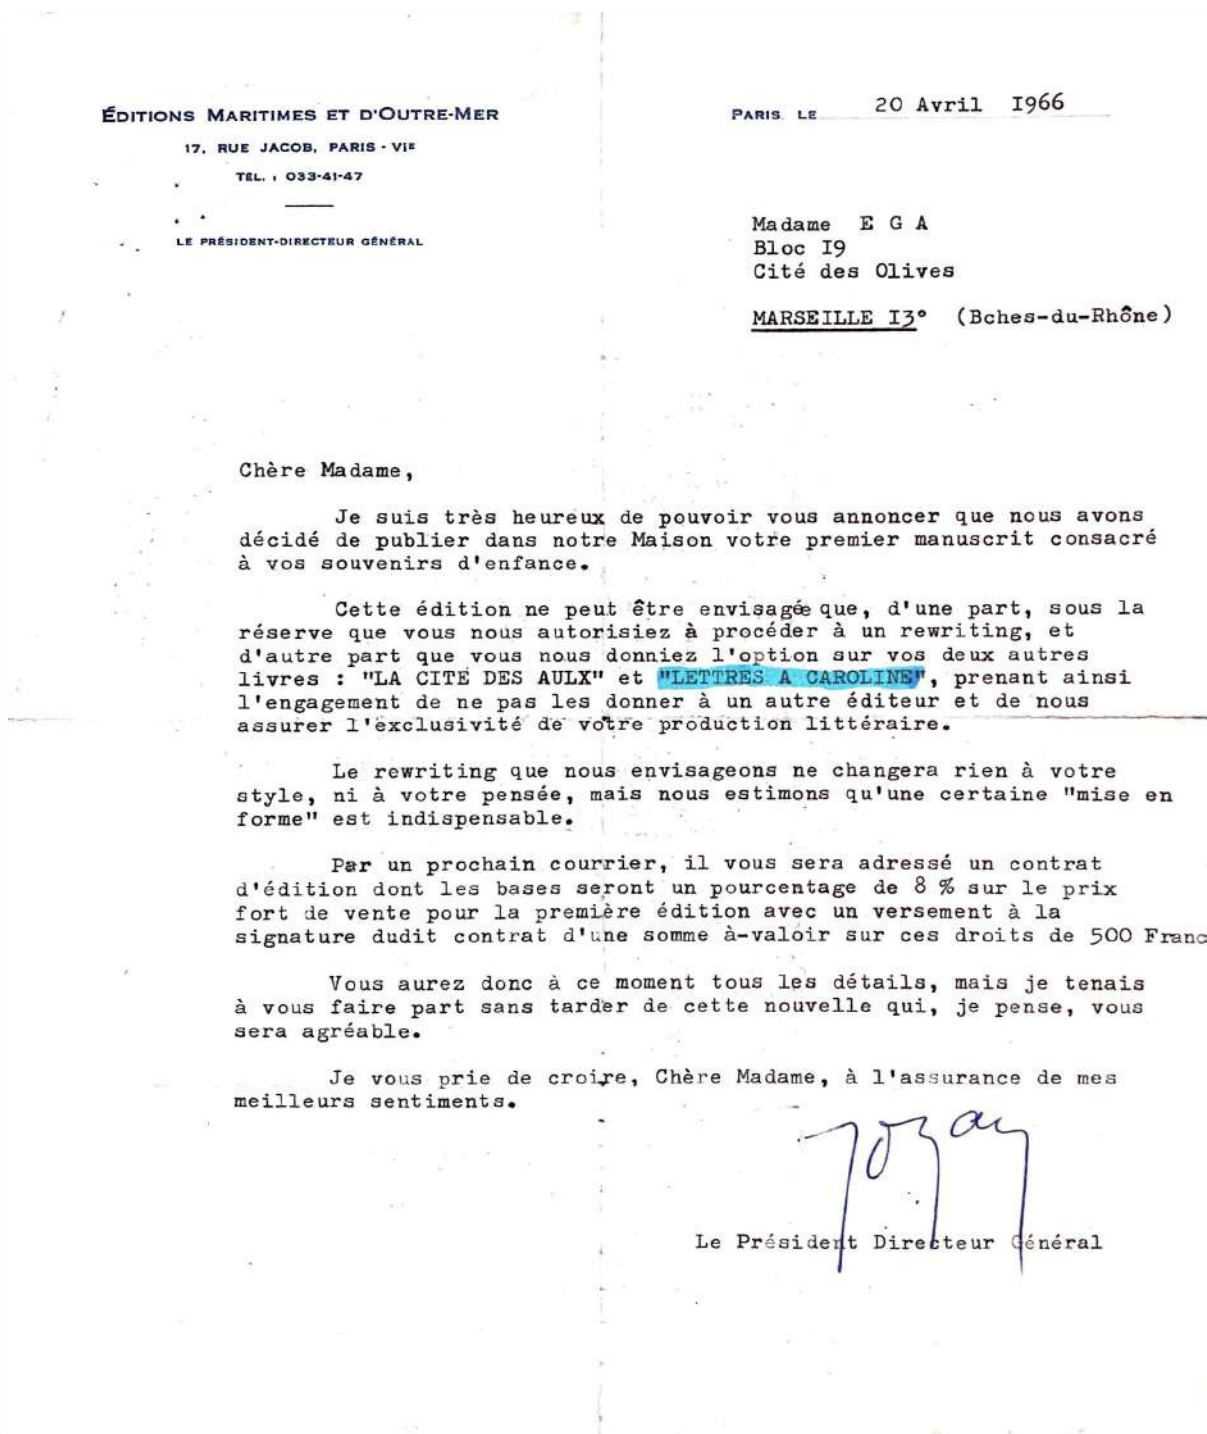 ÉDITIONS MARITIMES ET D'OUTRE-MER
17, RUE JACOB, PARIS - VIE
TÉL. : 033-41-47
LE PRÉSIDENT-DIRECTEUR GÉNÉRAL
PARIS LE 20 Avril I966
Madame E G A
Bloc I9
Cité des Olives
MARSEILLE I3° (Bches-du-Rhône)
Chère Madame,
Je suis très heureux de pouvoir vous annoncer que nous avons
décidé de publier dans notre Maison votre premier manuscrit consacré
à vos souvenirs d'enfance.
Cette édition ne peut être envisagée que, d'une part, sous la
réserve que vous nous autorisiez à procéder à un rewriting, et
d'autre part que vous nous donniez l'option sur vos deux autres
livres : "LA CITE DES AULX" et "LETTRES A CAROLINE", prenant ainsi
l'engagement de ne pas les donner à un autre éditeur et de nous
assurer l'exclusivité de votre production littéraire.
Le rewriting que nous envisageons ne changera rien à votre
style, ni à votre pensée, mais nous estimons qu'une certaine "mise en
forme" est indispensable.
Par un prochain courrier, il vous sera adressé un contrat
d'édition dont les bases seront un pourcentage de 8 % sur le prix
fort de vente pour la première édition avec un versement à la
signature dudit contrat d'une somme à-valoir sur ces droits de 500 Franc
Vous aurez donc à ce moment tous les détails, mais je tenais
à vous faire part sans tarder de cette nouvelle qui, je pense, vous
sera agréable.
Je vous prie de croire, Chère Madame, à l'assurance de mes
meilleurs sentiments.
Le Président Directeur Général